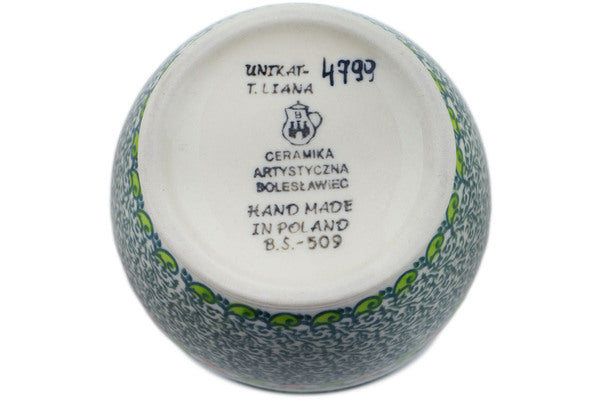 UNIKAT- 4799
T. LIANA
B
CERAMIKA
ARTYSTYCZNA
BOLESŁAWIEC
HAND MADE
IN POLAND
B.S.-509